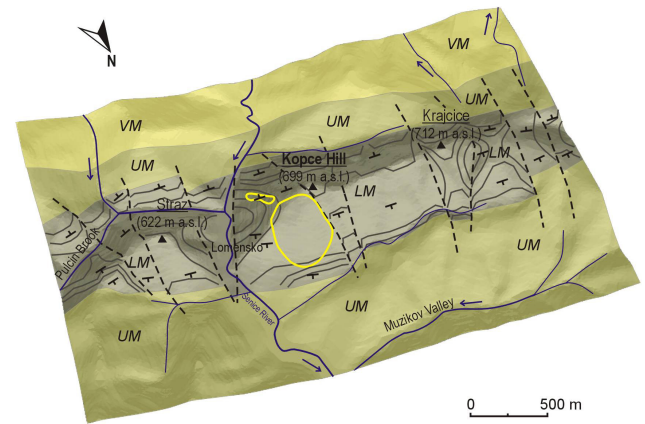 N
VM
VM
UM
Krajcice
(712 m a.s.l.)
UM
UM
Kopce Hill
(699 m a.s.l.)
LM
LM
Straz
(622 m a.s.l.)
Lomensko
Pulcin Brook
LM
UM
Senice River
UM
UM
Muzikov Valley
0 500 m